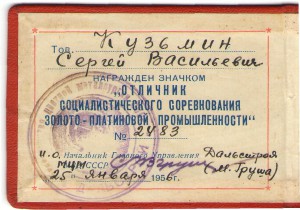 Тов. Кузьмин
Сергей Васильевич
НАГРАЖДЕН ЗНАЧКОМ
"ОТЛИЧНИК
СОЦИАЛИСТИЧЕСКОГО СОРЕВНОВАНИЯ
ЗОЛОТО-ПЛАТИНОВОЙ ПРОМЫШЛЕННОСТИ"
№ 2483
И.О. Начальник Главного Управления Дальстроя
МЦМ СССР (М. Груша)
25 января 1956 г.